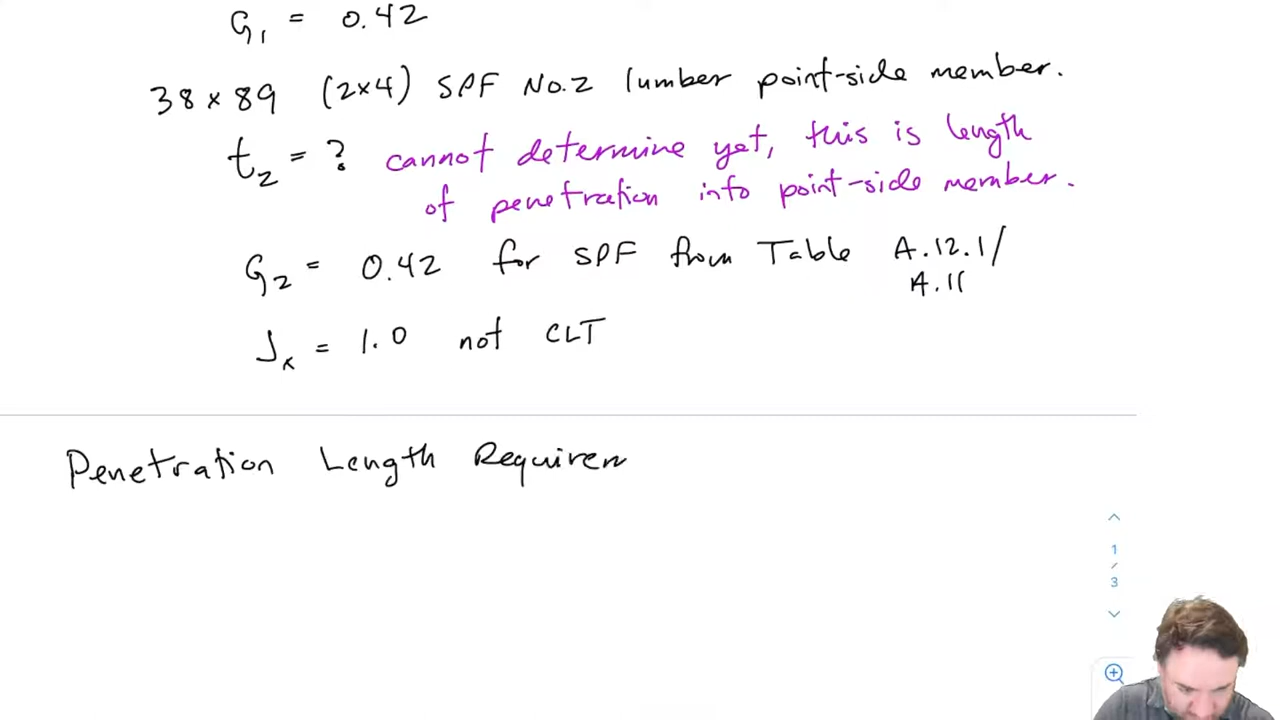 G1 = 0.42
38 × 89 (2x4) SPF No.2 lumber point-side member.
t2 = ? cannot determine yet, this is length
of penetration into point-side member.
G2 = 0.42 for SPF from Table A.12.1/
A.11
Jx = 1.0 not CLT
Penetration Length Requirem
1
/
3